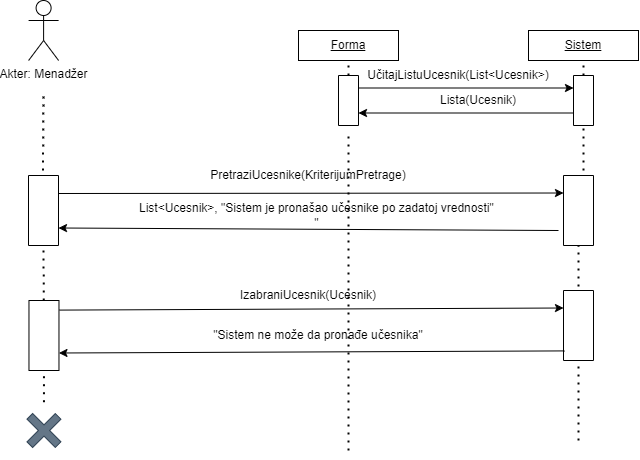 Forma
Sistem
Akter: Menadžer
UčitajListuUcesnik(List<Ucesnik>)
Lista(Ucesnik)
PretraziUcesnike(KriterijumPretrage)
List<Ucesnik>, "Sistem je pronašao učesnike po zadatoj vrednosti"
"
IzabraniUcesnik(Ucesnik)
"Sistem ne može da pronađe učesnika"